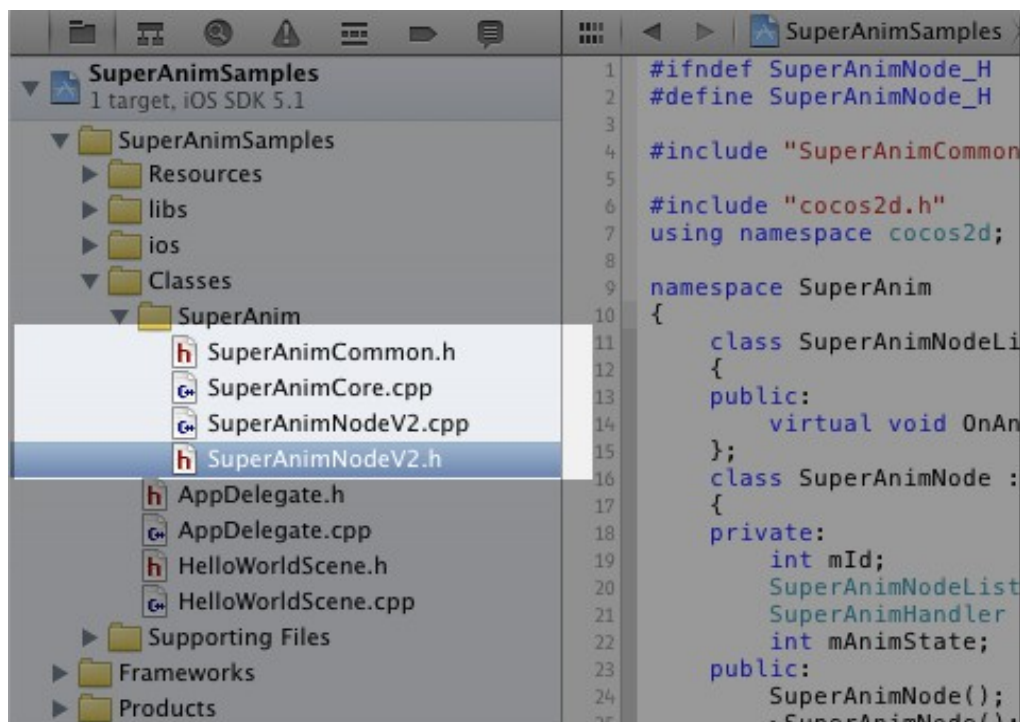 SuperAnimSamples
SuperAnimSamples
1 target, iOS SDK 5.1
SuperAnimSamples
Resources
libs
ios
Classes
SuperAnim
h SuperAnimCommon.h
C++ SuperAnimCore.cpp
C++ SuperAnimNodeV2.cpp
h SuperAnimNodeV2.h
h AppDelegate.h
C++ AppDelegate.cpp
h HelloWorldScene.h
C++ HelloWorldScene.cpp
Supporting Files
Frameworks
Products
1 #ifndef SuperAnimNode_H
2 #define SuperAnimNode_H
3
4 #include "SuperAnimCommon
5
6 #include "cocos2d.h"
7 using namespace cocos2d;
8
9 namespace SuperAnim
10 {
11 class SuperAnimNodeLi
12 {
13 public:
14 virtual void OnAn
15 };
16 class SuperAnimNode :
17 {
18 private:
19 int mId;
20 SuperAnimNodeList
21 SuperAnimHandler
22 int mAnimState;
23 public:
24 SuperAnimNode();
25 ~SuperAnimNode();